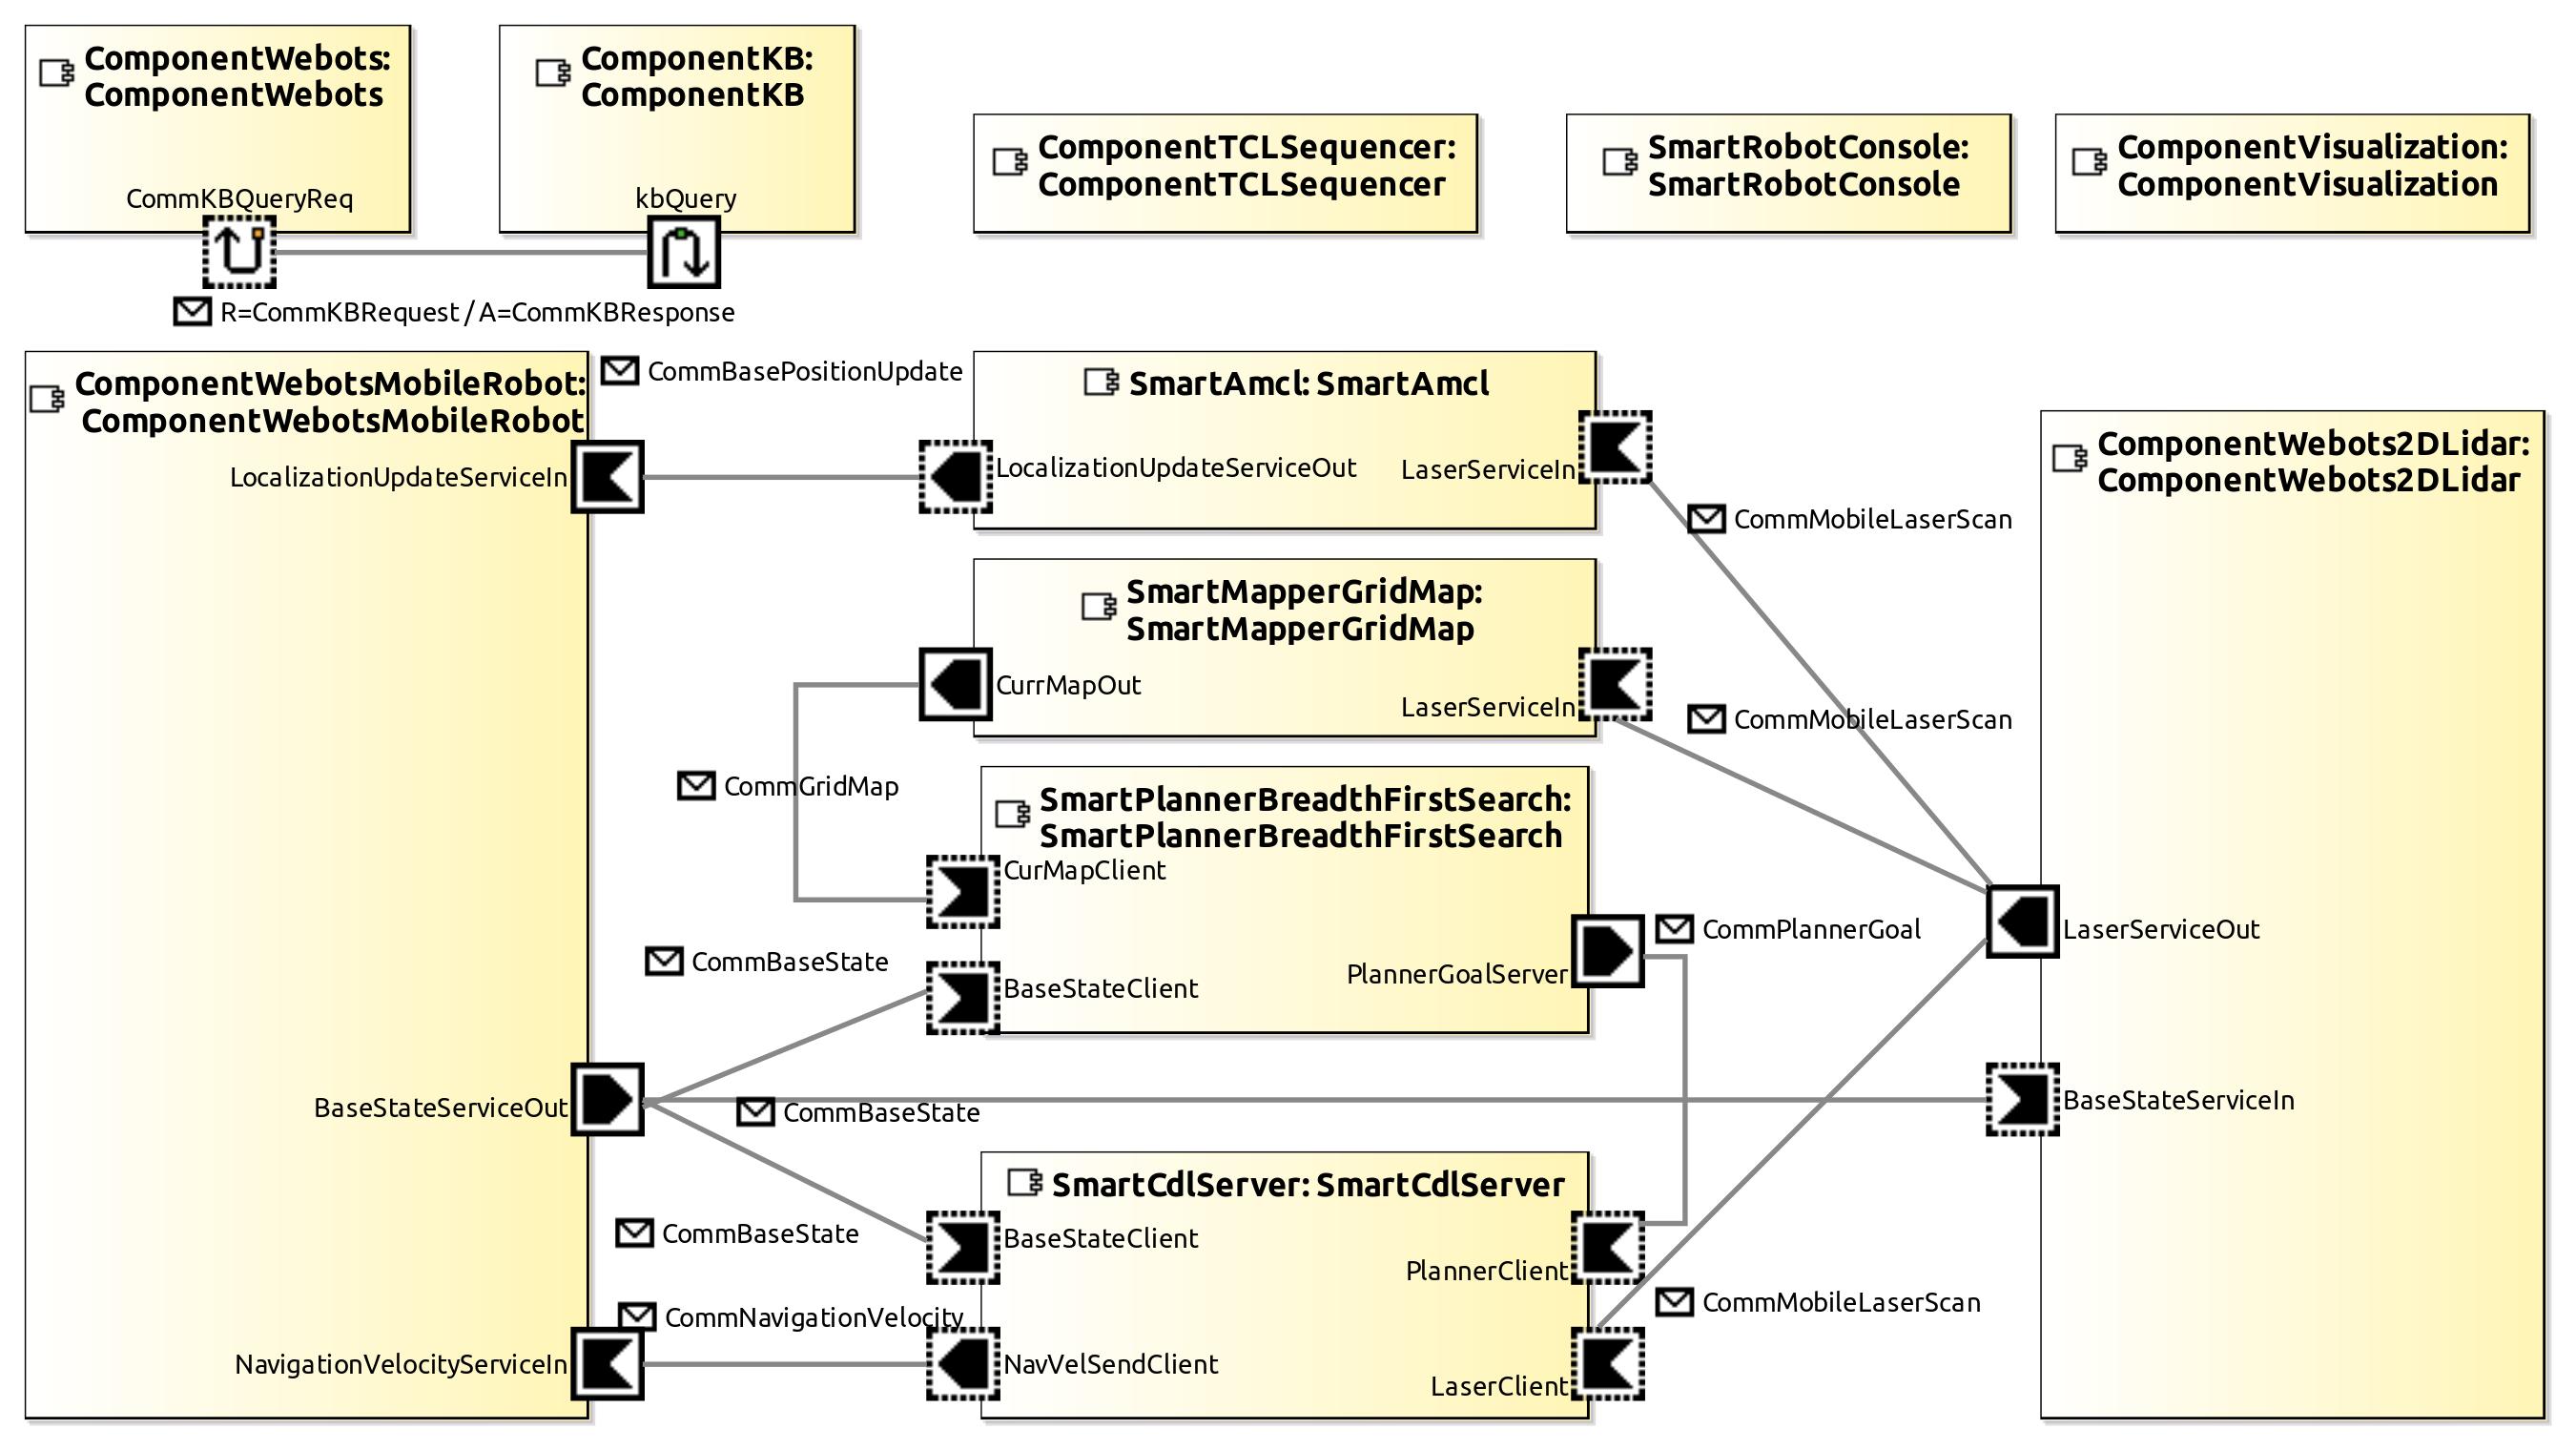 ComponentWebots:
ComponentWebots
CommKBQueryReq
ComponentKB:
ComponentKB
kbQuery
R=CommKBRequest / A=CommKBResponse
ComponentTCLSequencer:
ComponentTCLSequencer
SmartRobotConsole:
SmartRobotConsole
ComponentVisualization:
ComponentVisualization
ComponentWebotsMobileRobot:
ComponentWebotsMobileRobot
LocalizationUpdateServiceIn
BaseStateServiceOut
NavigationVelocityServiceIn
CommBasePositionUpdate
SmartAmcl: SmartAmcl
LocalizationUpdateServiceOut
LaserServiceIn
CommMobileLaserScan
SmartMapperGridMap:
SmartMapperGridMap
CurrMapOut
LaserServiceIn
CommMobileLaserScan
CommGridMap
SmartPlannerBreadthFirstSearch:
SmartPlannerBreadthFirstSearch
CurMapClient
CommBaseState
BaseStateClient
PlannerGoalServer
CommPlannerGoal
CommBaseState
SmartCdlServer: SmartCdlServer
CommBaseState
BaseStateClient
PlannerClient
CommNavigationVelocity
NavVelSendClient
LaserClient
CommMobileLaserScan
ComponentWebots2DLidar:
ComponentWebots2DLidar
LaserServiceOut
BaseStateServiceIn